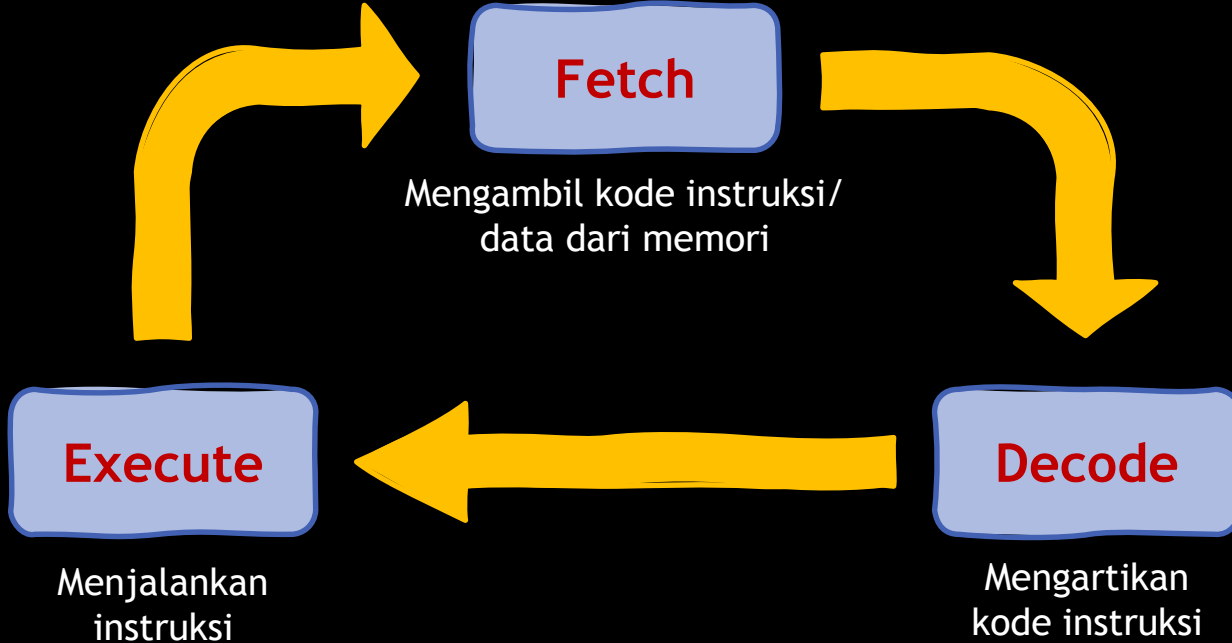 Fetch
Mengambil kode instruksi/
data dari memori
Execute
Menjalankan
instruksi
Decode
Mengartikan
kode instruksi